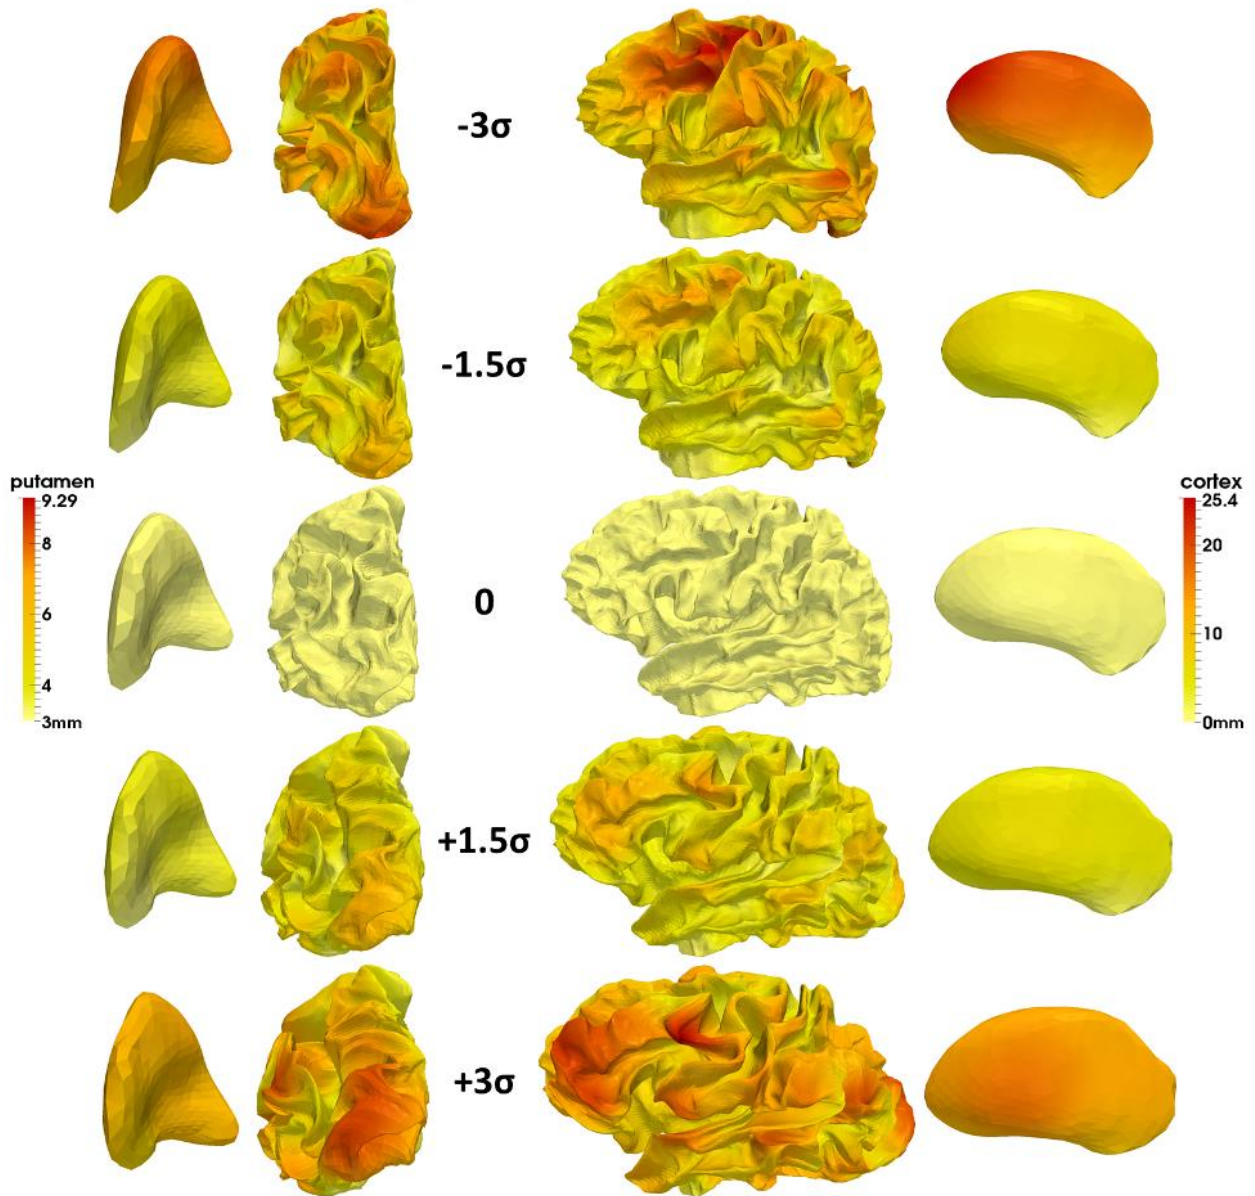 -3σ
-1.5σ
putamen
9.29
8
6
4
3mm
0
cortex
25.4
20
10
0mm
+1.5σ
+3σ